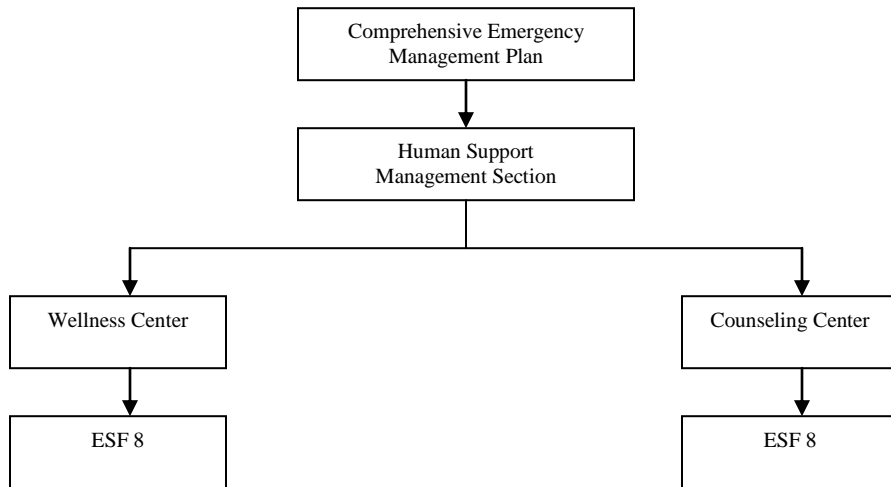 Comprehensive Emergency
Management Plan
Human Support
Management Section
Wellness Center
Counseling Center
ESF 8
ESF 8